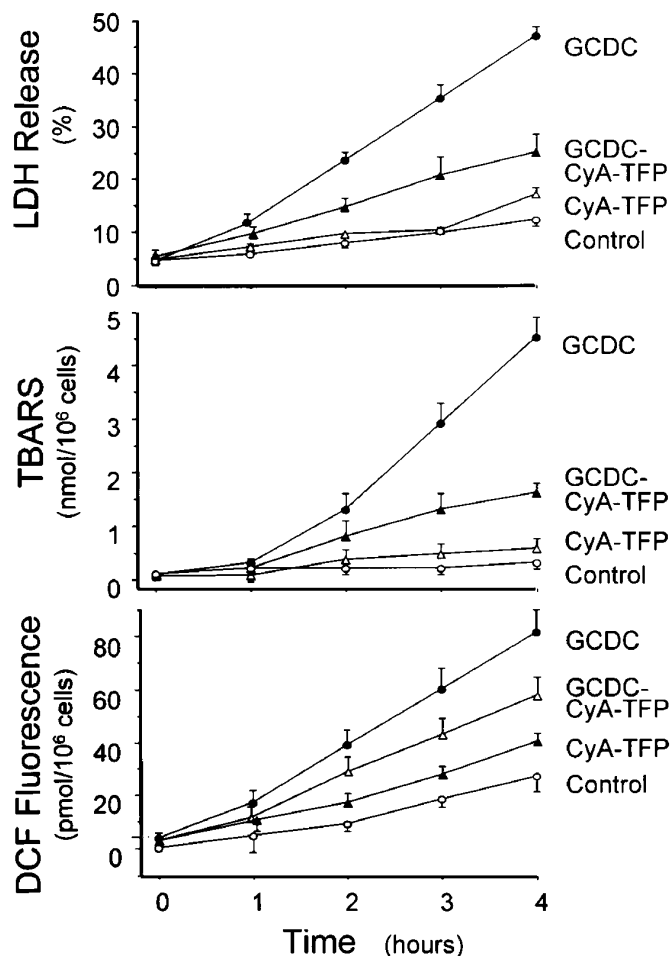 LDH Release
(%)
50
40
30
20
10
0
GCDC
GCDC-
CyA-TFP
CyA-TFP
Control
TBARS
(nmol/10⁶ cells)
5
4
3
2
1
0
GCDC
GCDC-
CyA-TFP
CyA-TFP
Control
DCF Fluorescence
(pmol/10⁶ cells)
80
60
40
20
0
GCDC
GCDC-
CyA-TFP
CyA-TFP
Control
0 1 2 3 4
Time (hours)